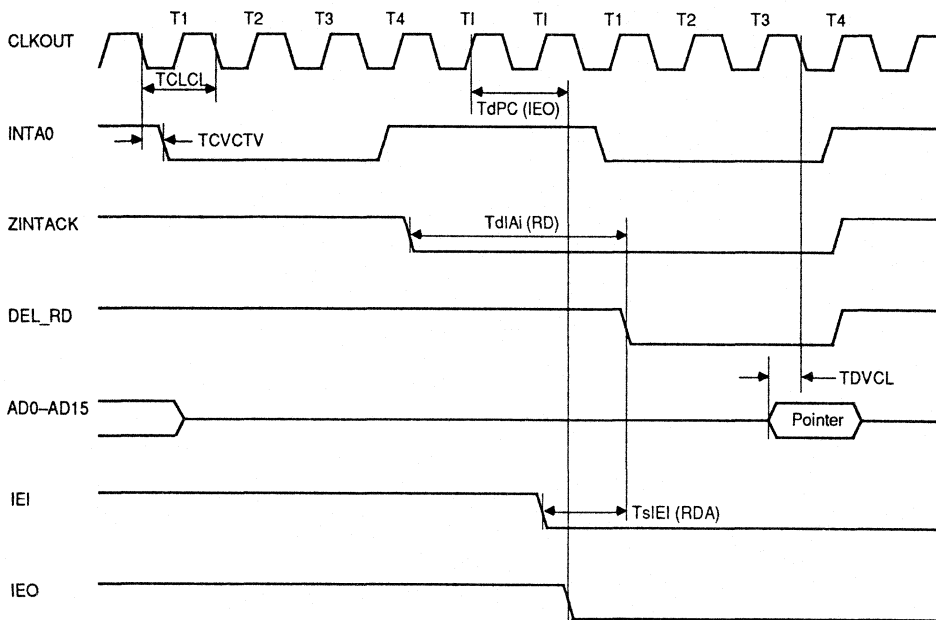 T1 T2 T3 T4 TI TI T1 T2 T3 T4
CLKOUT
TCLCL
TdPC (IEO)
INTA0
TCVCTV
ZINTACK
TdIAi (RD)
DEL_RD
TDVCL
AD0–AD15
Pointer
IEI
TsIEI (RDA)
IEO